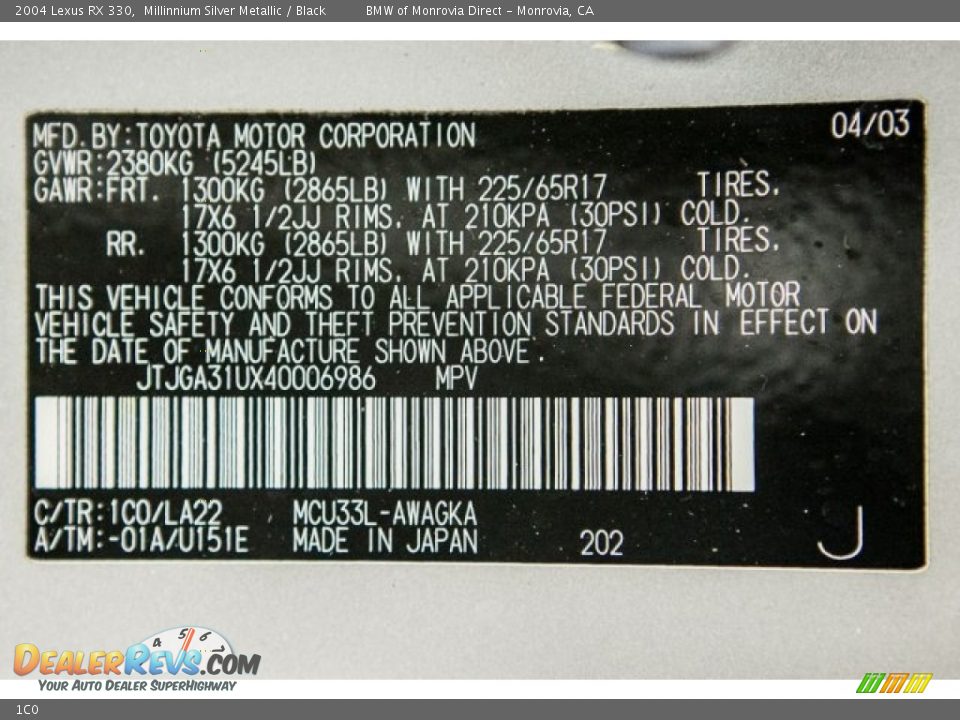 2004 Lexus RX 330, Millinnium Silver Metallic / Black BMW of Monrovia Direct - Monrovia, CA
MFD.BY:TOYOTA MOTOR CORPORATION 04/03
GVWR:2380KG (5245LB)
GAWR:FRT. 1300KG (2865LB) WITH 225/65R17 TIRES,
17X6 1/2JJ RIMS, AT 210KPA (30PSI) COLD.
RR. 1300KG (2865LB) WITH 225/65R17 TIRES,
17X6 1/2JJ RIMS, AT 210KPA (30PSI) COLD.
THIS VEHICLE CONFORMS TO ALL APPLICABLE FEDERAL MOTOR
VEHICLE SAFETY AND THEFT PREVENTION STANDARDS IN EFFECT ON
THE DATE OF MANUFACTURE SHOWN ABOVE.
JTJGA31UX40006986 MPV
C/TR:1C0/LA22 MCU33L-AWAGKA
A/TM:-01A/U151E MADE IN JAPAN 202 J
4 5 6 7
DealerRevs.com
Your Auto Dealer SuperHighway
1C0